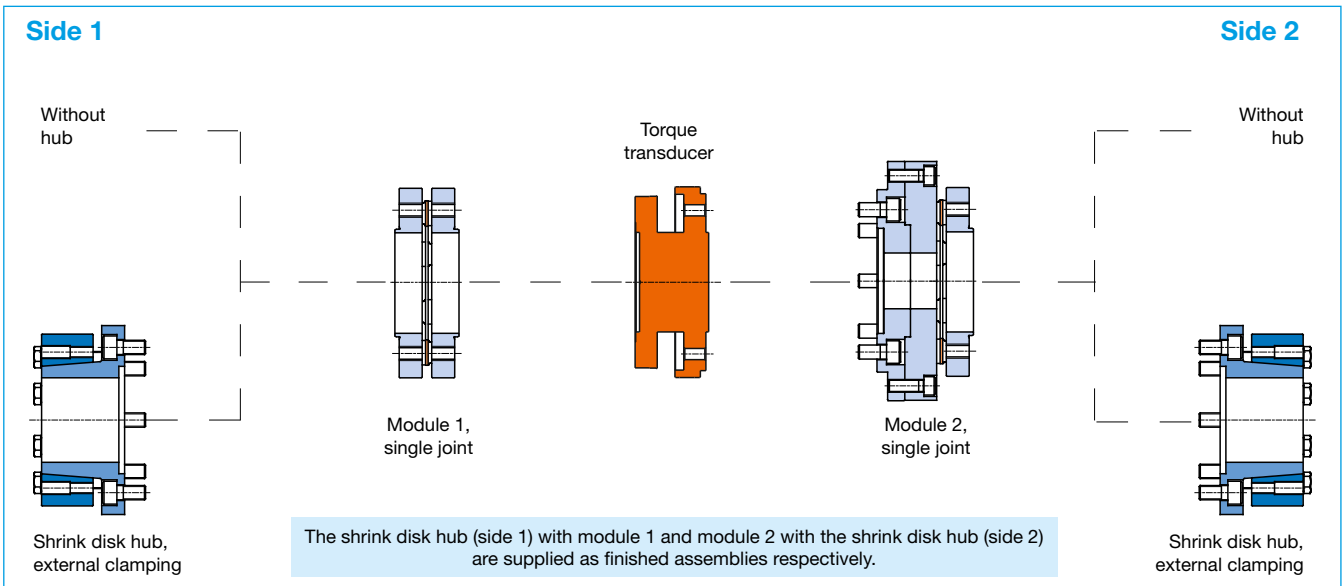 Side 1
Side 2
Without
hub
Torque
transducer
Without
hub
Module 1,
single joint
Module 2,
single joint
Shrink disk hub,
external clamping
The shrink disk hub (side 1) with module 1 and module 2 with the shrink disk hub (side 2)
are supplied as finished assemblies respectively.
Shrink disk hub,
external clamping